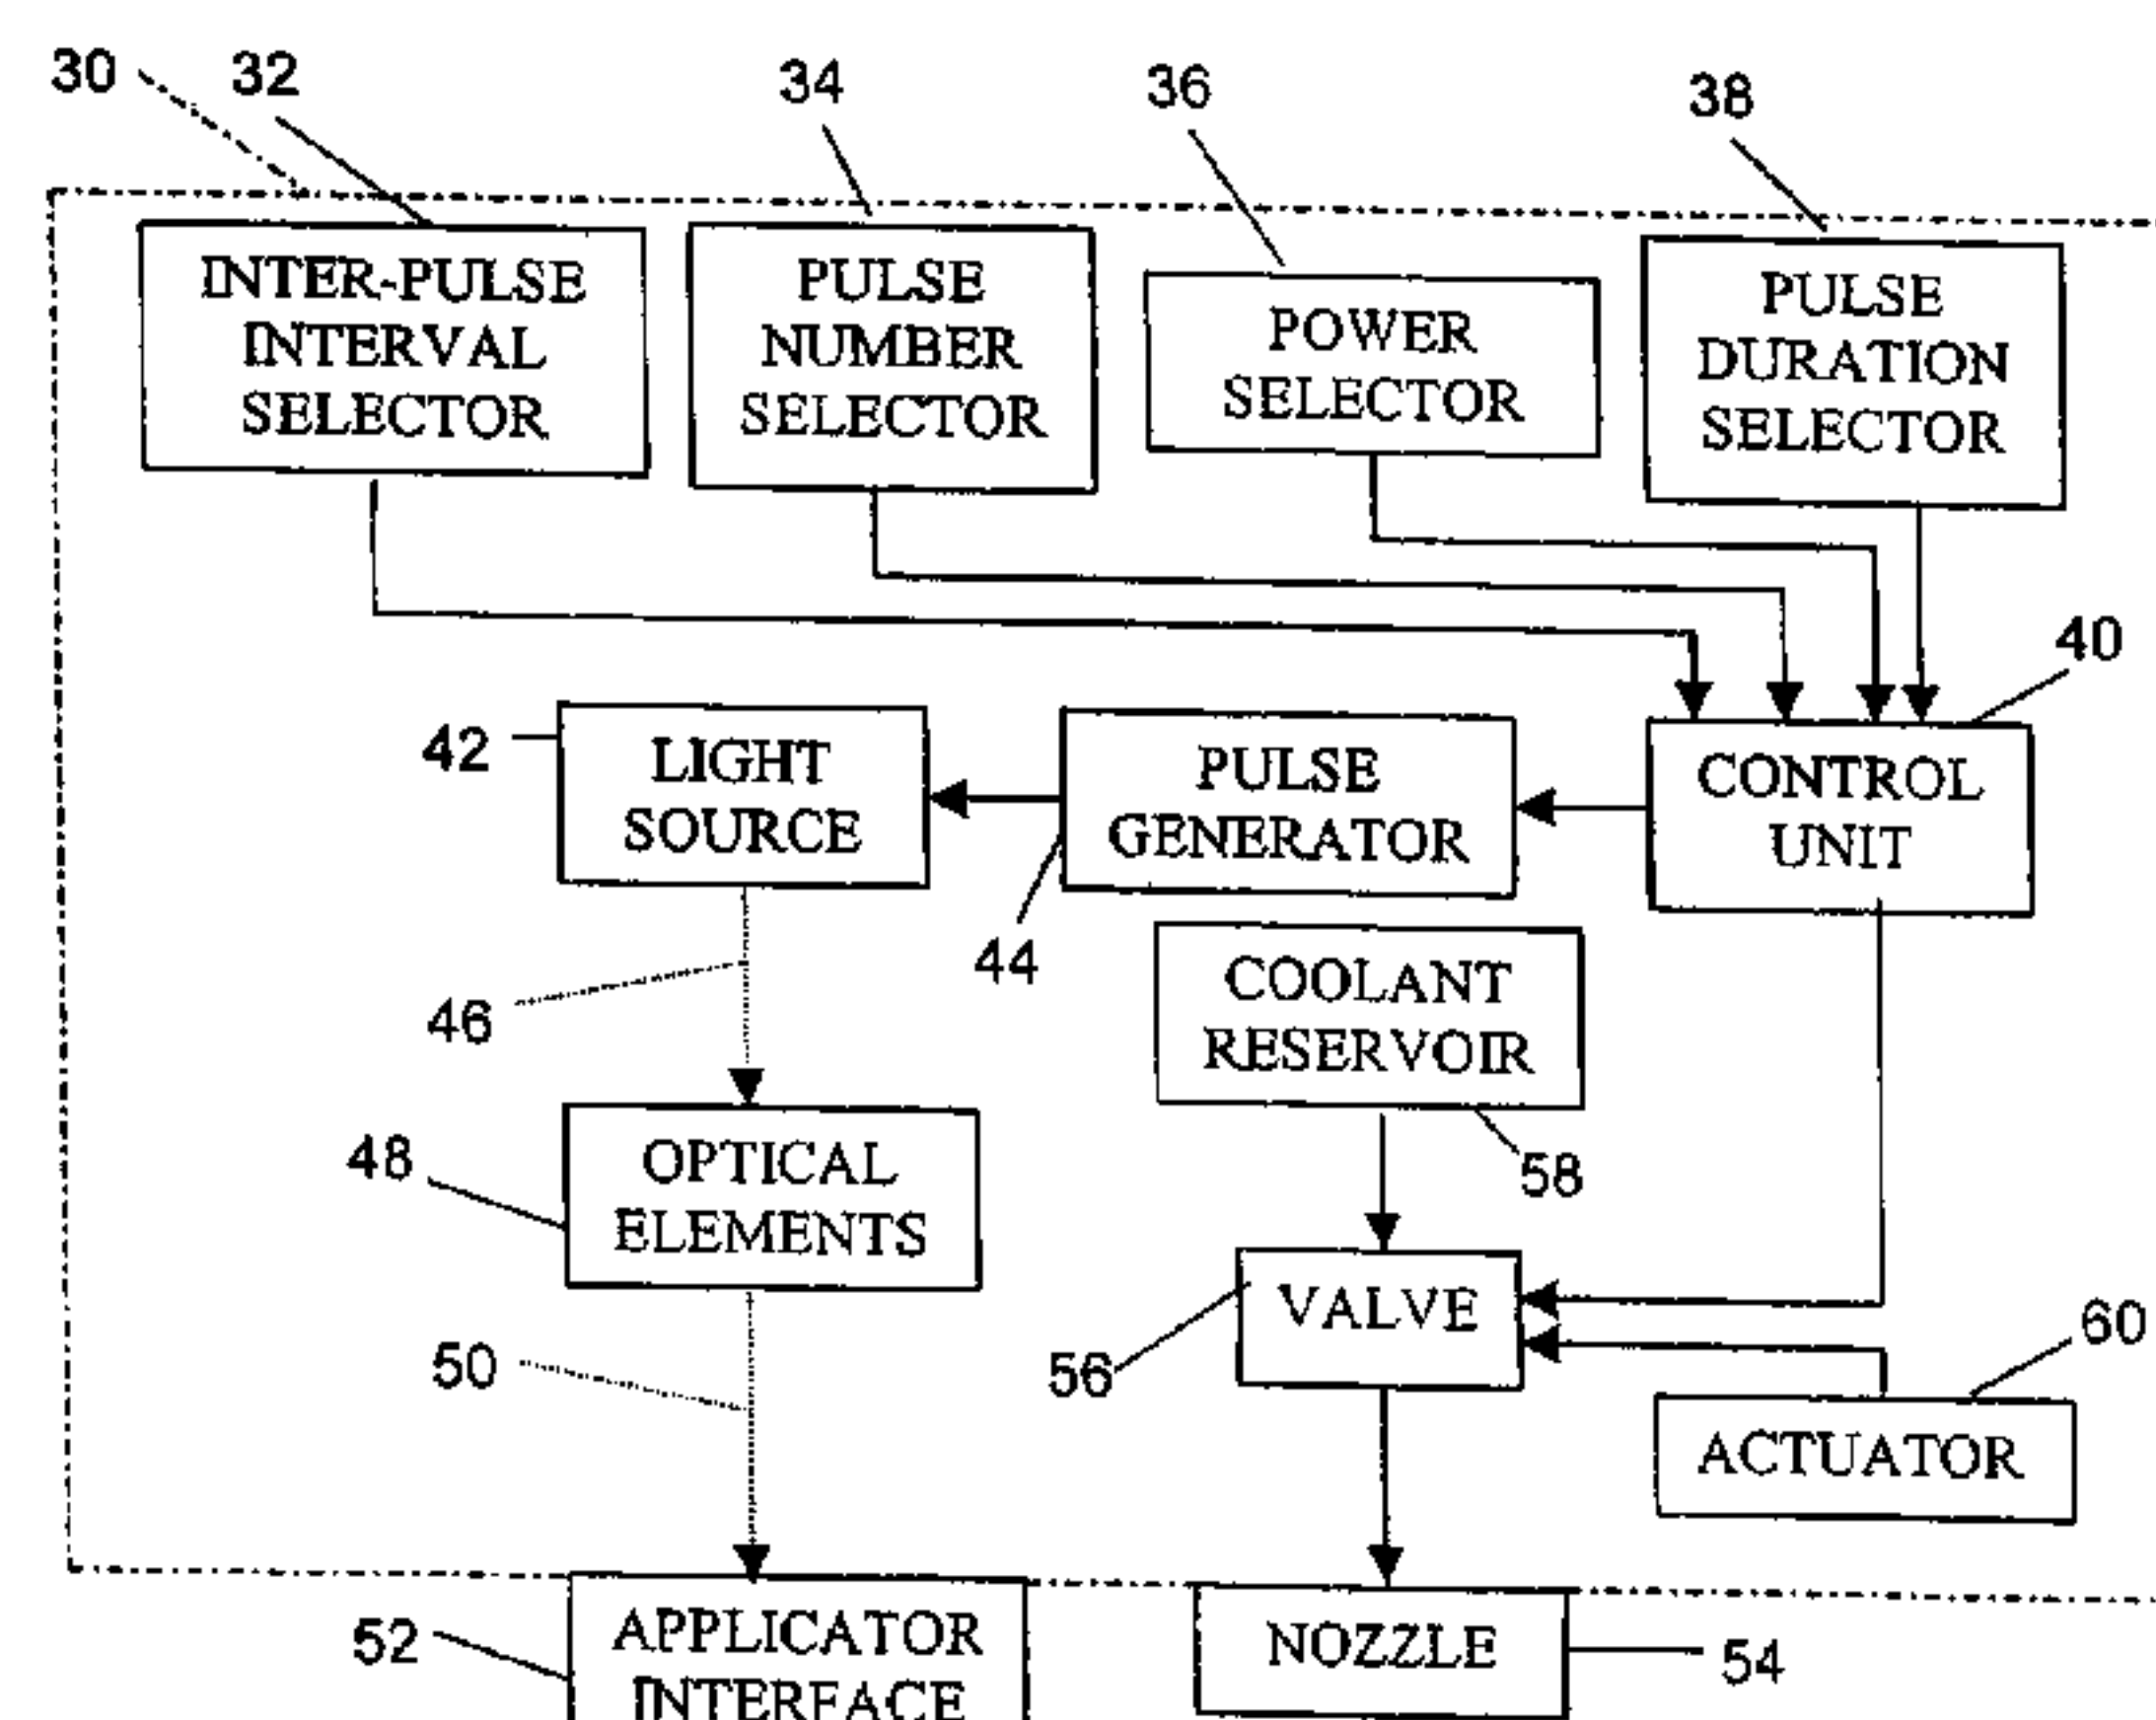 30
32
34
36
38
INTER-PULSE
INTERVAL
SELECTOR
PULSE
NUMBER
SELECTOR
POWER
SELECTOR
PULSE
DURATION
SELECTOR
40
42
LIGHT
SOURCE
PULSE
GENERATOR
CONTROL
UNIT
44
46
COOLANT
RESERVOIR
58
48
OPTICAL
ELEMENTS
VALVE
56
50
60
ACTUATOR
52
APPLICATOR
INTERFACE
NOZZLE
54